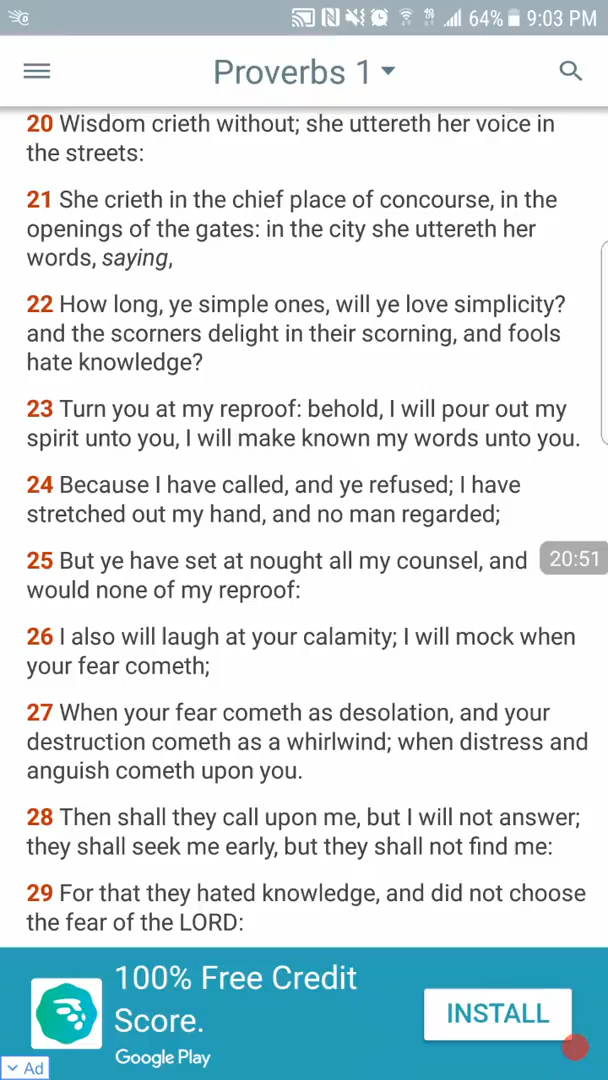 64% 9:03 PM
Proverbs 1
20 Wisdom crieth without; she uttereth her voice in
the streets:
21 She crieth in the chief place of concourse, in the
openings of the gates: in the city she uttereth her
words, saying,
22 How long, ye simple ones, will ye love simplicity?
and the scorners delight in their scorning, and fools
hate knowledge?
23 Turn you at my reproof: behold, I will pour out my
spirit unto you, I will make known my words unto you.
24 Because I have called, and ye refused; I have
stretched out my hand, and no man regarded;
25 But ye have set at nought all my counsel, and
20:51
would none of my reproof:
26 I also will laugh at your calamity; I will mock when
your fear cometh;
27 When your fear cometh as desolation, and your
destruction cometh as a whirlwind; when distress and
anguish cometh upon you.
28 Then shall they call upon me, but I will not answer;
they shall seek me early, but they shall not find me:
29 For that they hated knowledge, and did not choose
the fear of the LORD:
100% Free Credit
Score.
INSTALL
Google Play
Ad